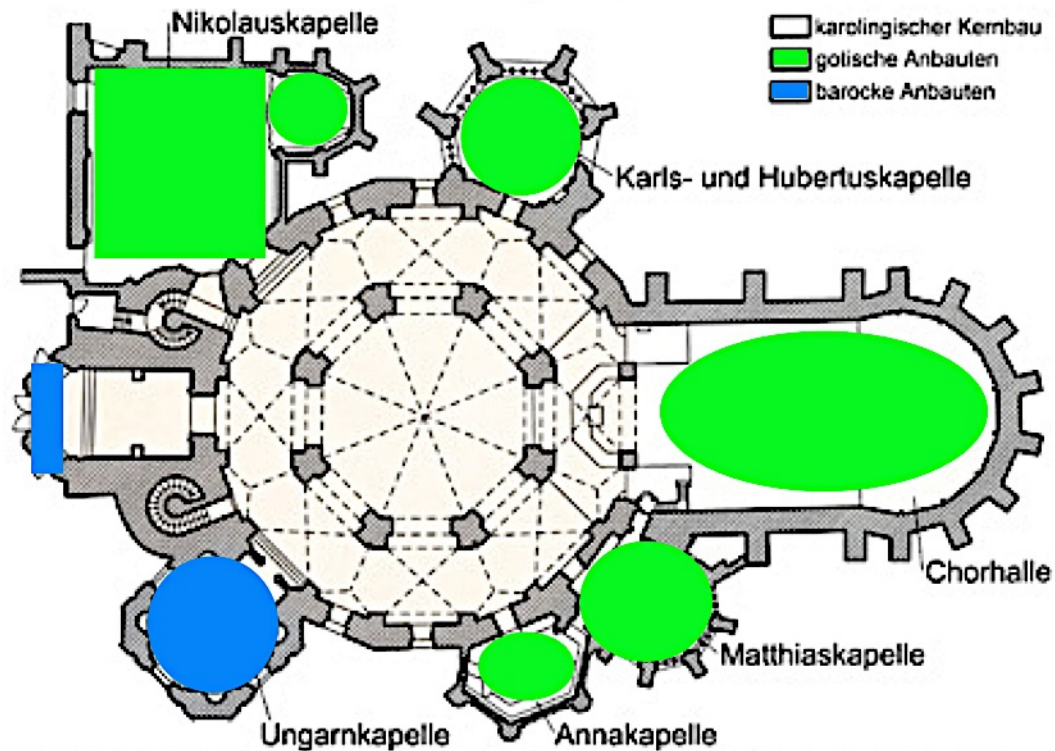 Nikolauskapelle
karolingischer Kernbau
gotische Anbauten
barocke Anbauten
Karls- und Hubertuskapelle
Chorhalle
Matthiaskapelle
Ungarnkapelle
Annakapelle